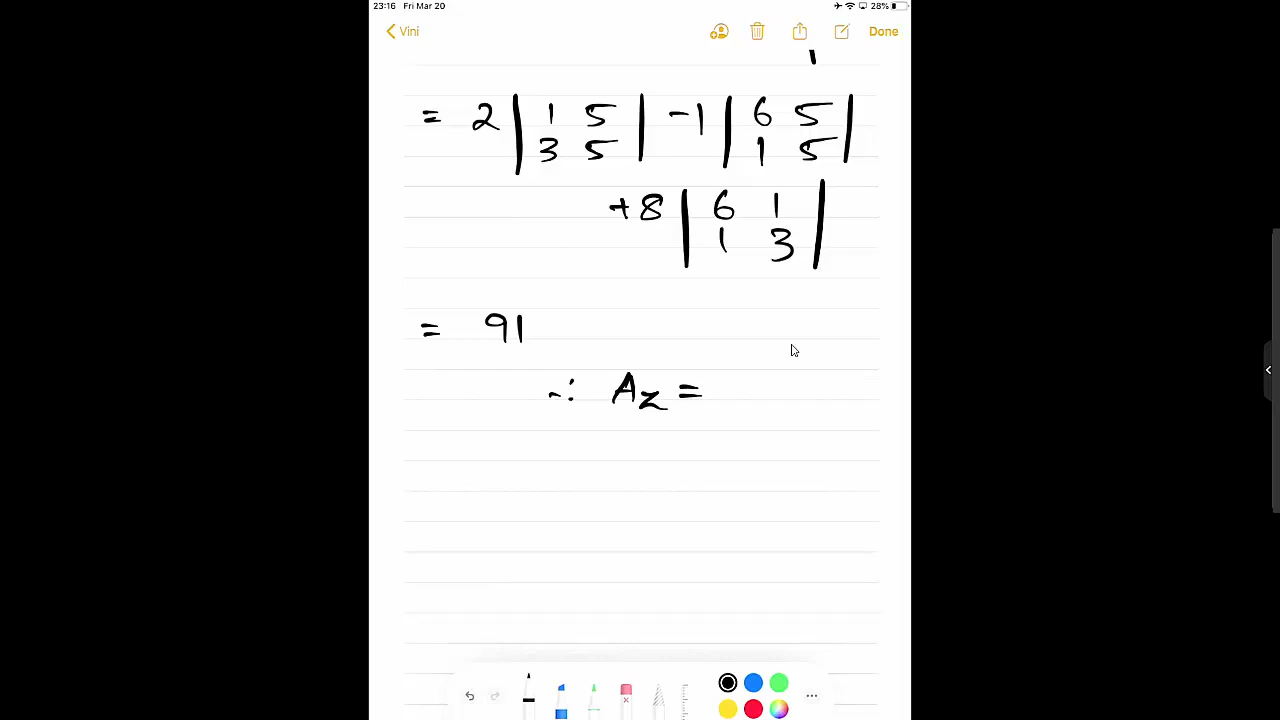 23:16 Fri Mar 20 28%
Vini Done
= 2 | 1 5 | -1 | 6 5 |
| 3 5 | | 1 5 |
+8 | 6 1 |
| 1 3 |
= 91
∴ Az =